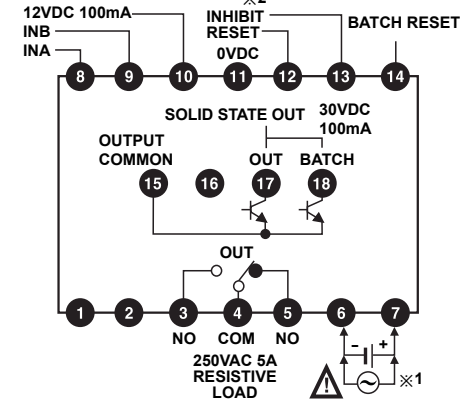 ※2
12VDC 100mA
INHIBIT
BATCH RESET
INB
RESET
INA
0VDC
8 9 10 11 12 13 14
SOLID STATE OUT
30VDC
100mA
OUTPUT
COMMON
OUT BATCH
15 16 17 18
OUT
1 2 3 4 5 6 7
NO COM NO
- +
250VAC 5A
RESISTIVE
LOAD
! ~ ※1